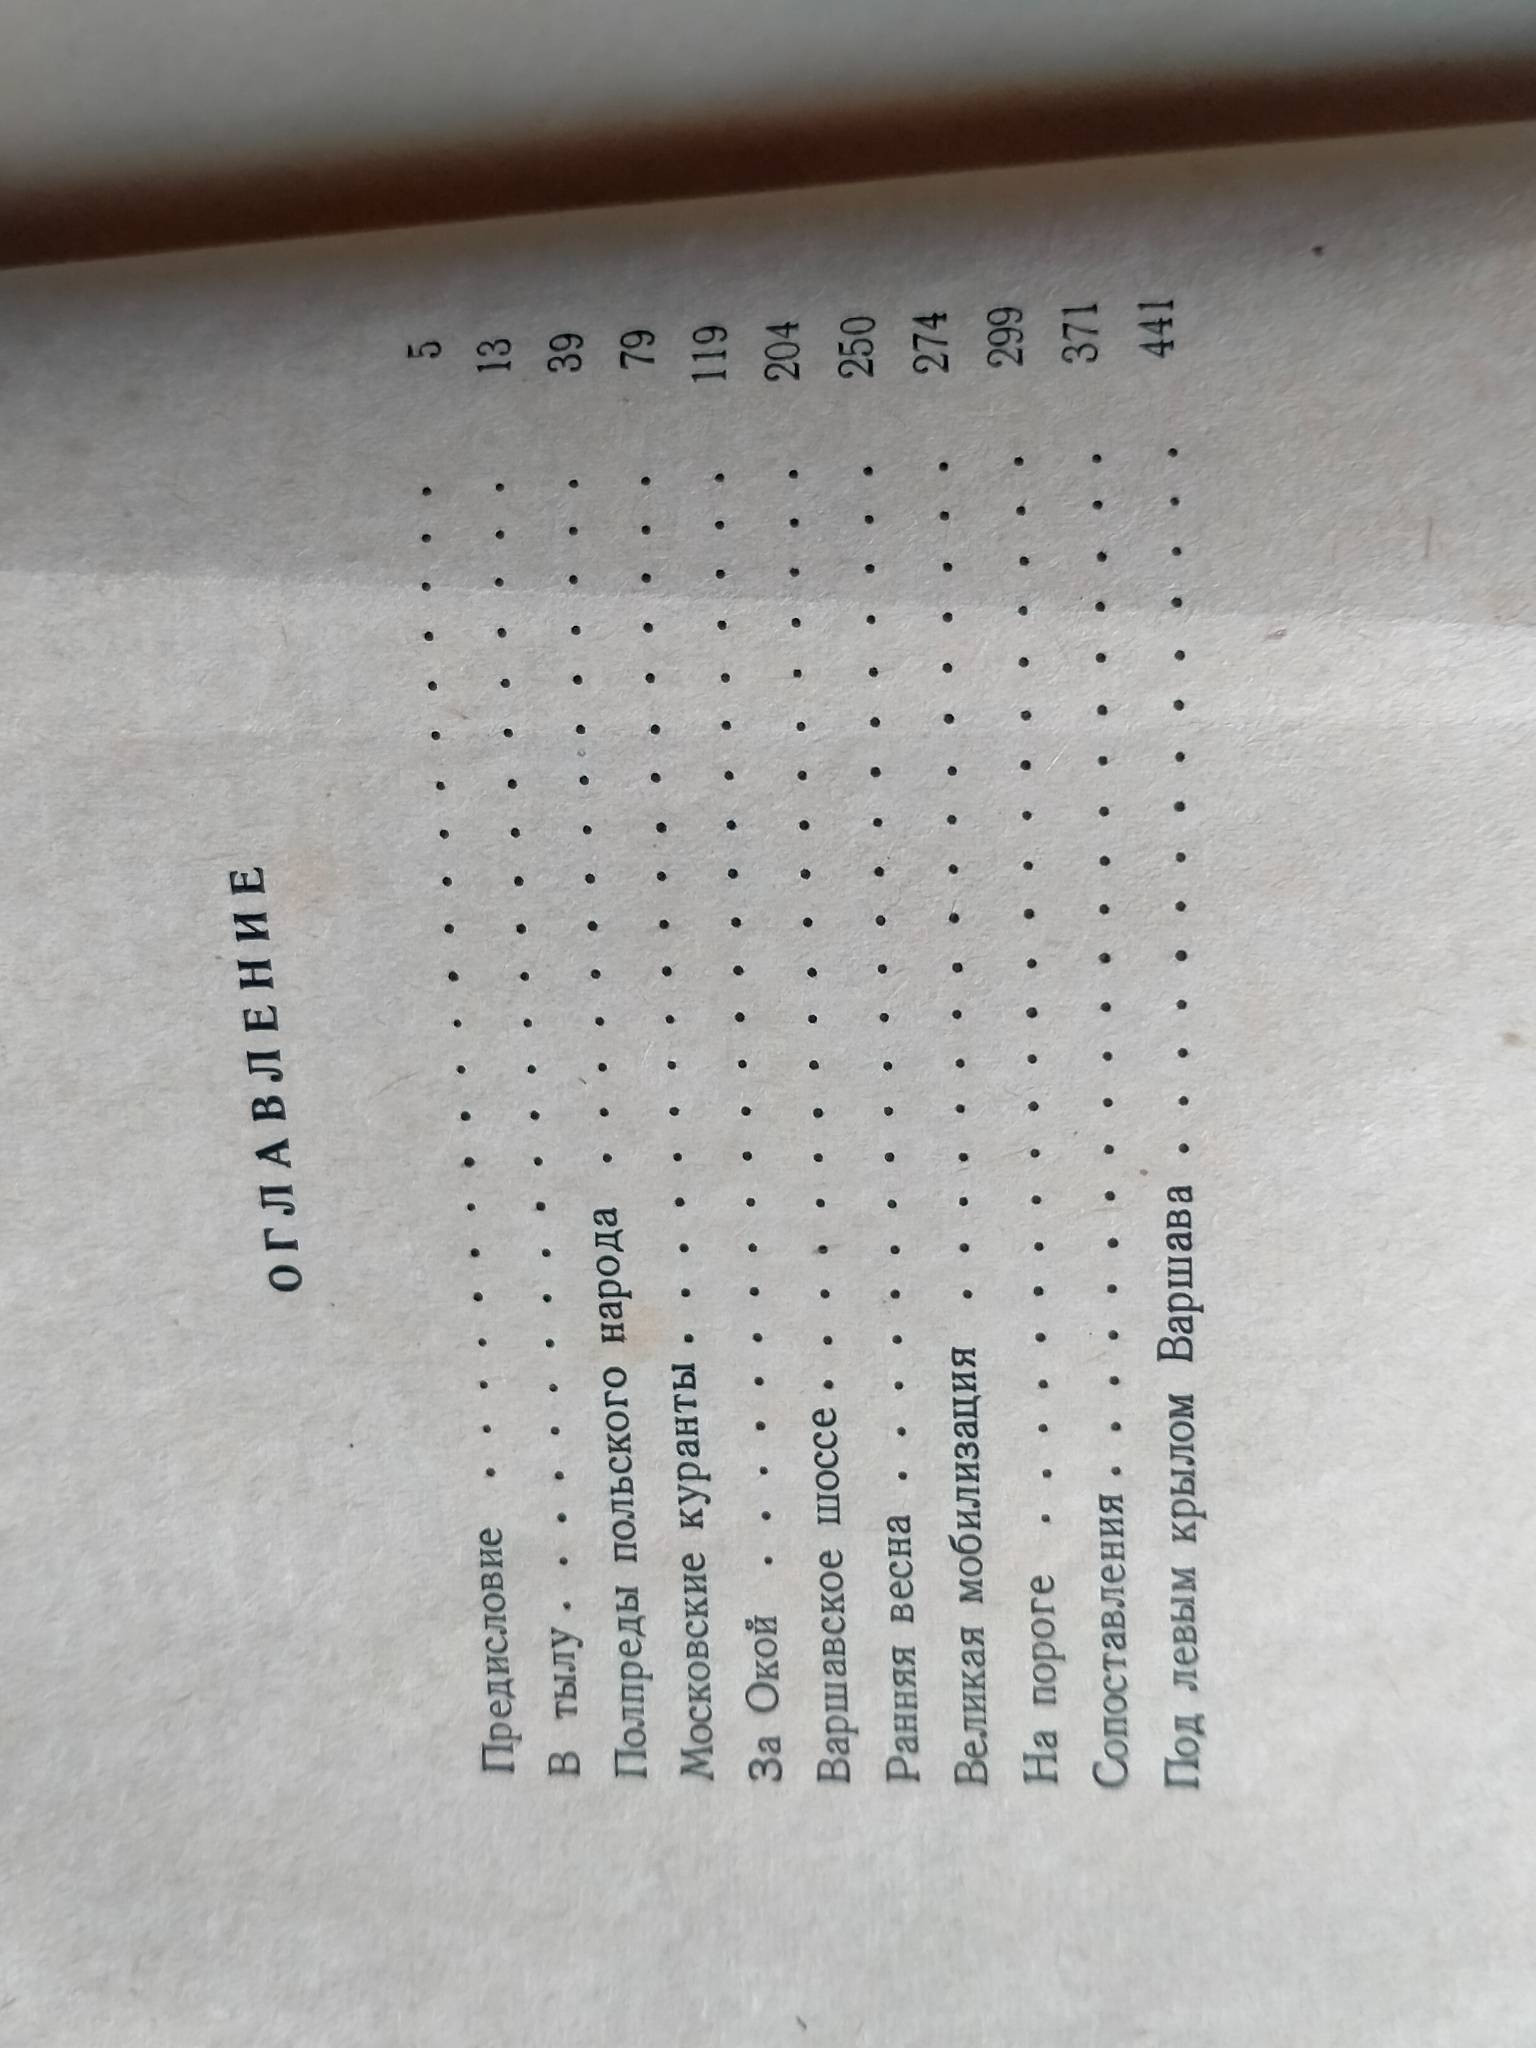 ОГЛАВЛЕНИЕ
Предисловие . . . . . . . . . . . . . . . . . . . . . . 5
В тылу . . . . . . . . . . . . . . . . . . . . . . . . 13
Полпреды польского народа . . . . . . . . . . . . . . . 39
Московские куранты . . . . . . . . . . . . . . . . . . . 79
За Окой . . . . . . . . . . . . . . . . . . . . . . . . 119
Варшавское шоссе . . . . . . . . . . . . . . . . . . . . 204
Ранняя весна . . . . . . . . . . . . . . . . . . . . . . 250
Великая мобилизация . . . . . . . . . . . . . . . . . . 274
На пороге . . . . . . . . . . . . . . . . . . . . . . . 299
Сопоставления . . . . . . . . . . . . . . . . . . . . . 371
Под левым крылом Варшава . . . . . . . . . . . . . . . 441